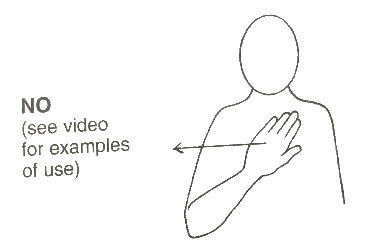 NO
(see video
for examples
of use)